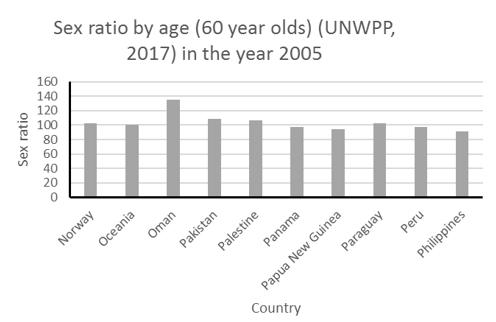 Sex ratio by age (60 year olds) (UNWPP,
2017) in the year 2005
160
140
120
100
80
60
40
20
0
Sex ratio
Norway
Oceania
Oman
Pakistan
Palestine
Panama
Papua New Guinea
Paraguay
Peru
Philippines
Country